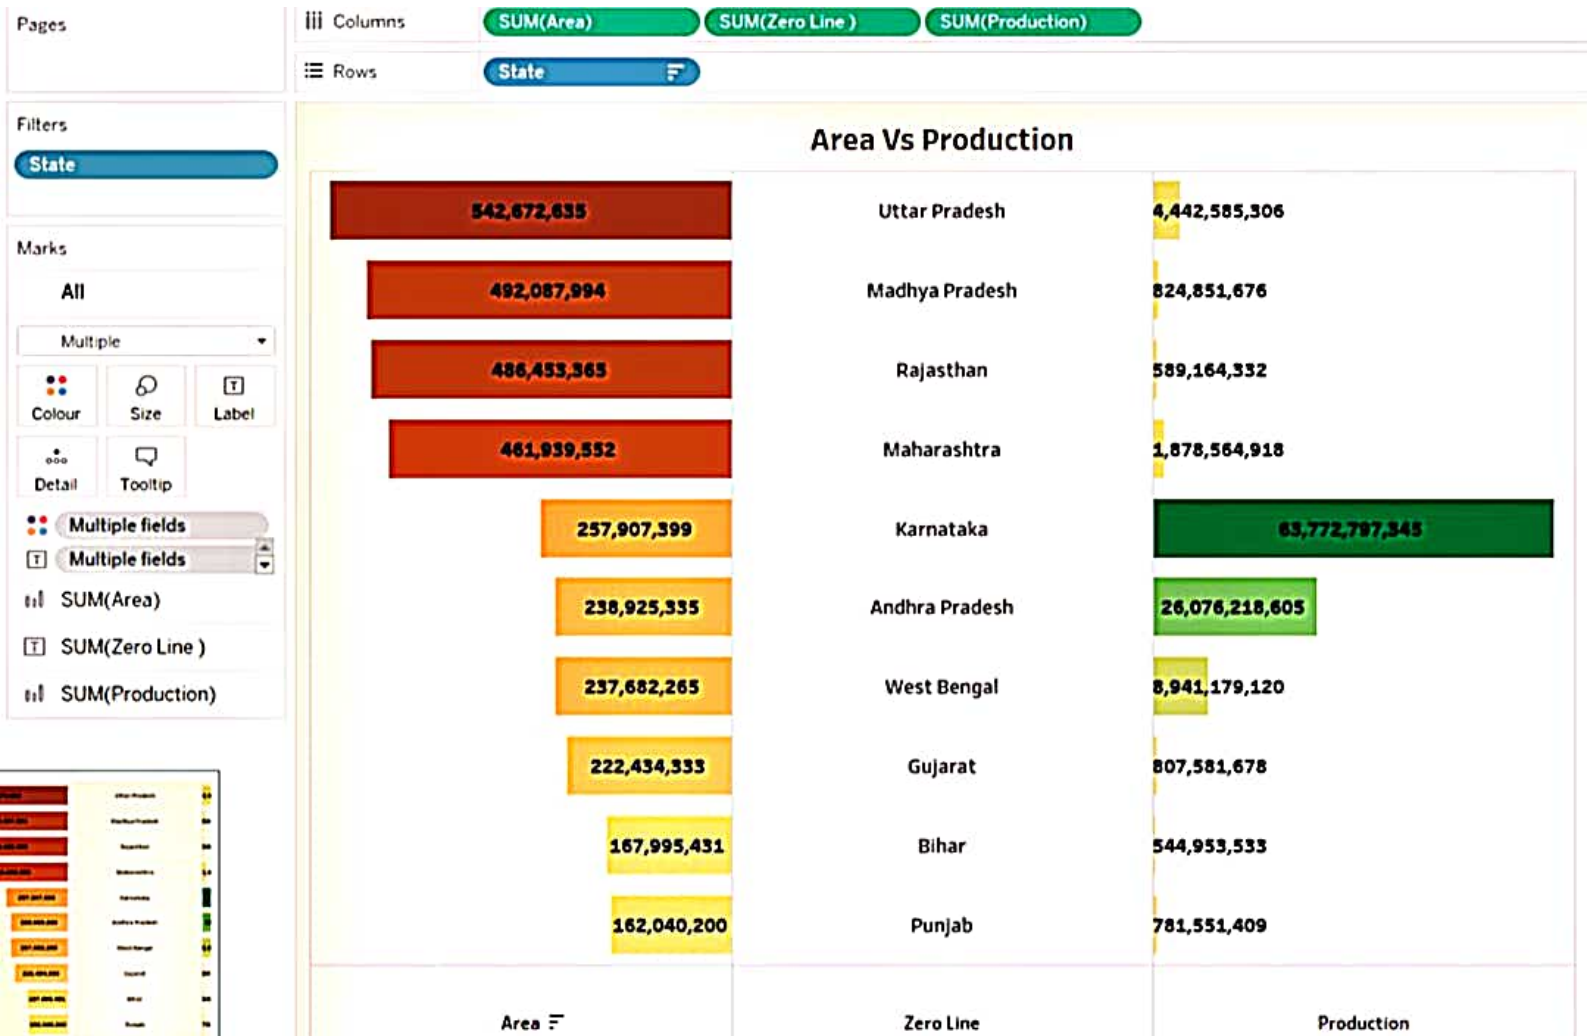 Pages
Columns SUM(Area) SUM(Zero Line ) SUM(Production)
Rows State
Filters
State
Marks
All
Multiple
Colour Size Label
Detail Tooltip
Multiple fields
Multiple fields
SUM(Area)
SUM(Zero Line )
SUM(Production)
Area Vs Production
542,672,635 Uttar Pradesh 4,442,585,306
492,087,994 Madhya Pradesh 824,851,676
486,453,365 Rajasthan 589,164,332
461,939,552 Maharashtra 1,878,564,918
257,907,399 Karnataka 63,772,797,345
238,925,335 Andhra Pradesh 26,076,218,605
237,682,265 West Bengal 8,941,179,120
222,434,333 Gujarat 807,581,678
167,995,431 Bihar 544,953,533
162,040,200 Punjab 781,551,409
Area Zero Line Production